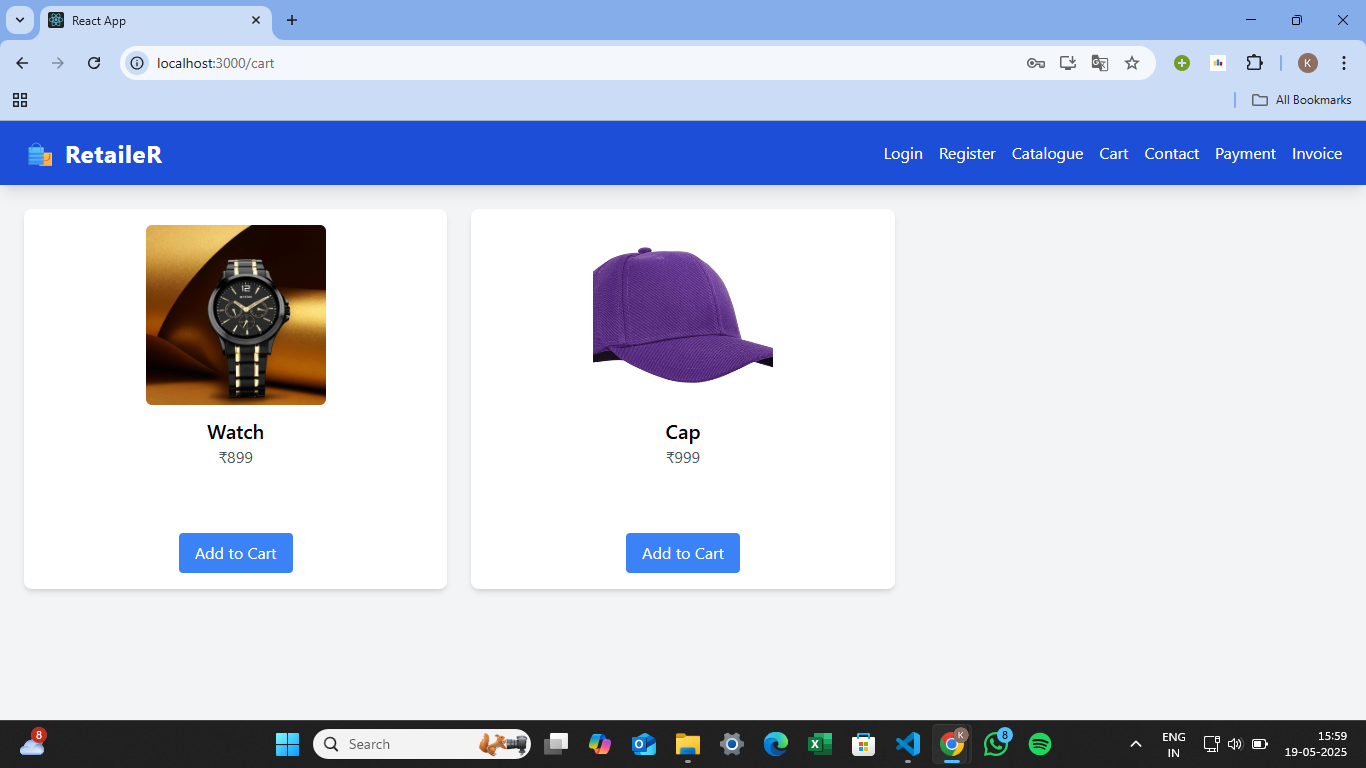 React App
localhost:3000/cart
All Bookmarks
RetaileR
Login Register Catalogue Cart Contact Payment Invoice
Watch
₹899
Add to Cart
Cap
₹999
Add to Cart
8
Search
K
8
ENG
IN
15:59
19-05-2025